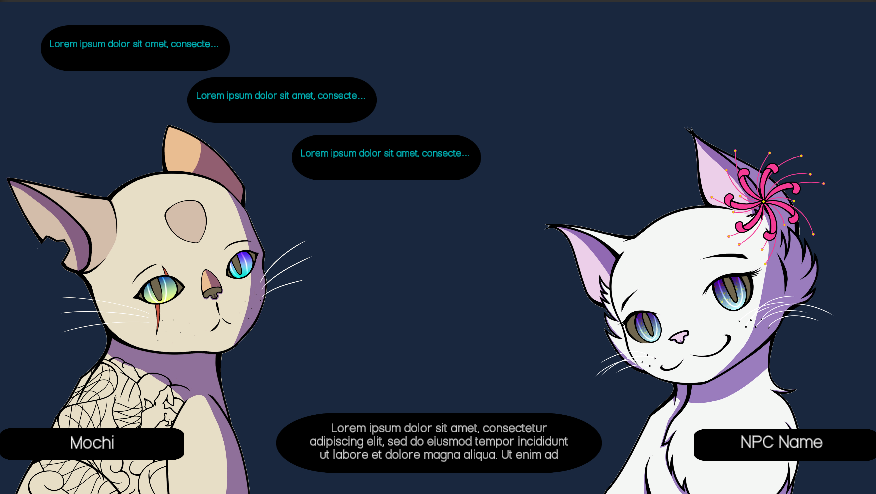 Lorem ipsum dolor sit amet, consecte...
Lorem ipsum dolor sit amet, consecte...
Lorem ipsum dolor sit amet, consecte...
Mochi
Lorem ipsum dolor sit amet, consectetur
adipiscing elit, sed do eiusmod tempor incididunt
ut labore et dolore magna aliqua. Ut enim ad
NPC Name